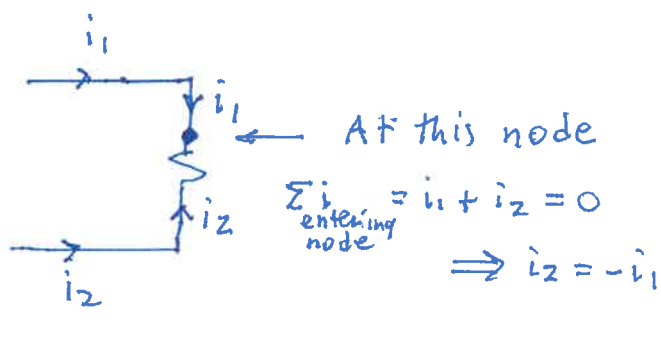 i₁
i₁
At this node
Σi entering node = i₁ + i₂ = 0
i₂
⇒ i₂ = -i₁
i₂